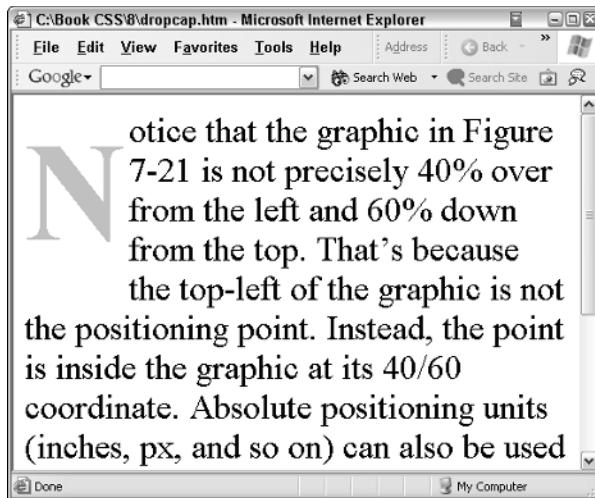 C:\Book CSS\8\dropcap.htm - Microsoft Internet Explorer
File Edit View Favorites Tools Help Address Back »
Google Search Web Search Site
Notice that the graphic in Figure
7-21 is not precisely 40% over
from the left and 60% down
from the top. That's because
the top-left of the graphic is not
the positioning point. Instead, the point
is inside the graphic at its 40/60
coordinate. Absolute positioning units
(inches, px, and so on) can also be used
Done My Computer